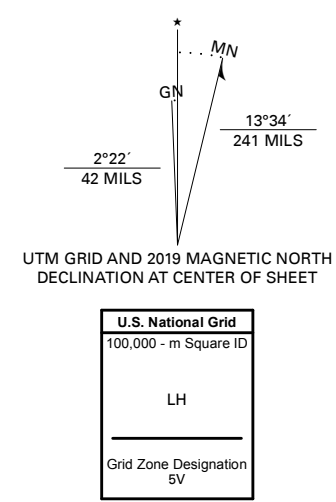 ★
MN
GN
13°34´
241 MILS
2°22´
42 MILS
UTM GRID AND 2019 MAGNETIC NORTH
DECLINATION AT CENTER OF SHEET
U.S. National Grid
100,000 - m Square ID
LH
Grid Zone Designation
5V